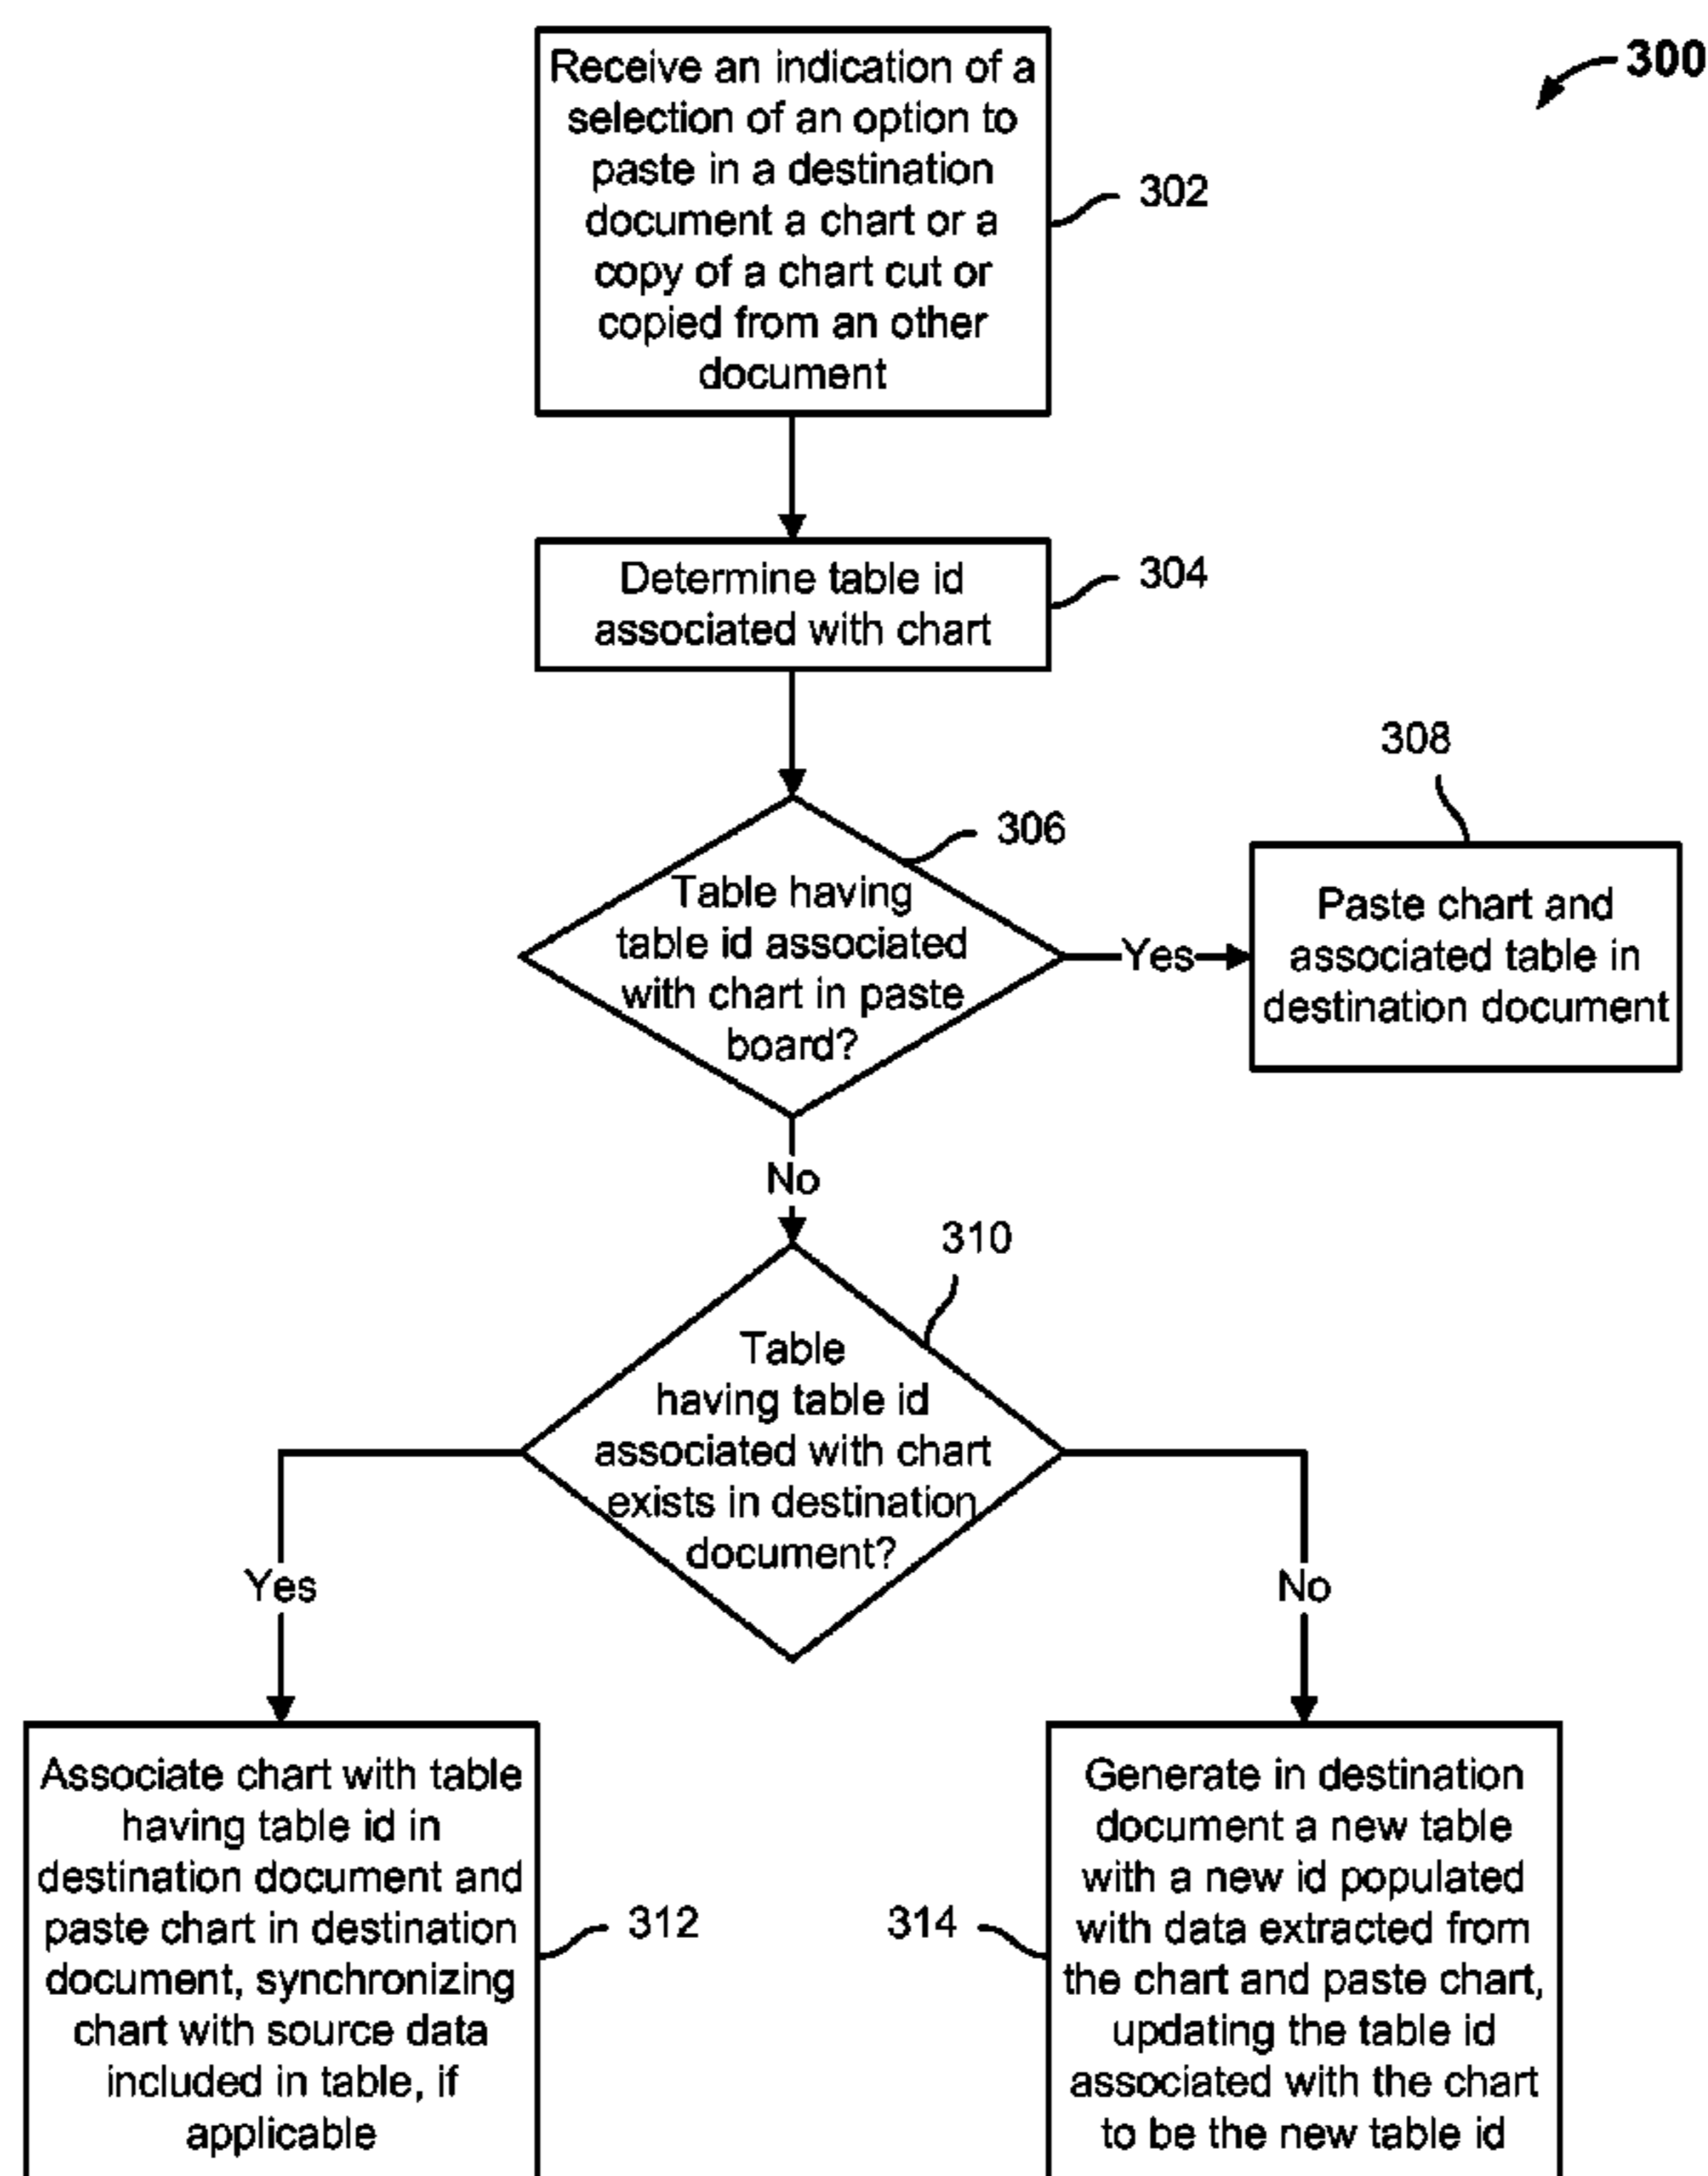 300
Receive an indication of a
selection of an option to
paste in a destination
document a chart or a
copy of a chart cut or
copied from an other
document
302
Determine table id
associated with chart
304
306
Table having
table id associated
with chart in paste
board?
Yes
308
Paste chart and
associated table in
destination document
No
310
Table
having table id
associated with chart
exists in destination
document?
Yes
No
Associate chart with table
having table id in
destination document and
paste chart in destination
document, synchronizing
chart with source data
included in table, if
applicable
312
314
Generate in destination
document a new table
with a new id populated
with data extracted from
the chart and paste chart,
updating the table id
associated with the chart
to be the new table id